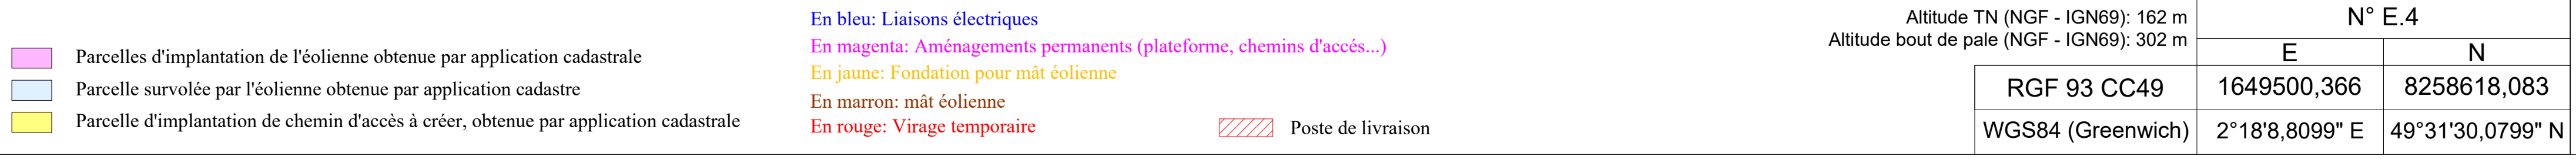 Parcelles d'implantation de l'éolienne obtenue par application cadastrale
Parcelle survolée par l'éolienne obtenue par application cadastre
Parcelle d'implantation de chemin d'accès à créer, obtenue par application cadastrale
En bleu: Liaisons électriques
En magenta: Aménagements permanents (plateforme, chemins d'accés...)
En jaune: Fondation pour mât éolienne
En marron: mât éolienne
En rouge: Virage temporaire
Poste de livraison
Altitude TN (NGF - IGN69): 162 m
Altitude bout de pale (NGF - IGN69): 302 m
N° E.4
E N
RGF 93 CC49 1649500,366 8258618,083
WGS84 (Greenwich) 2°18'8,8099" E 49°31'30,0799" N